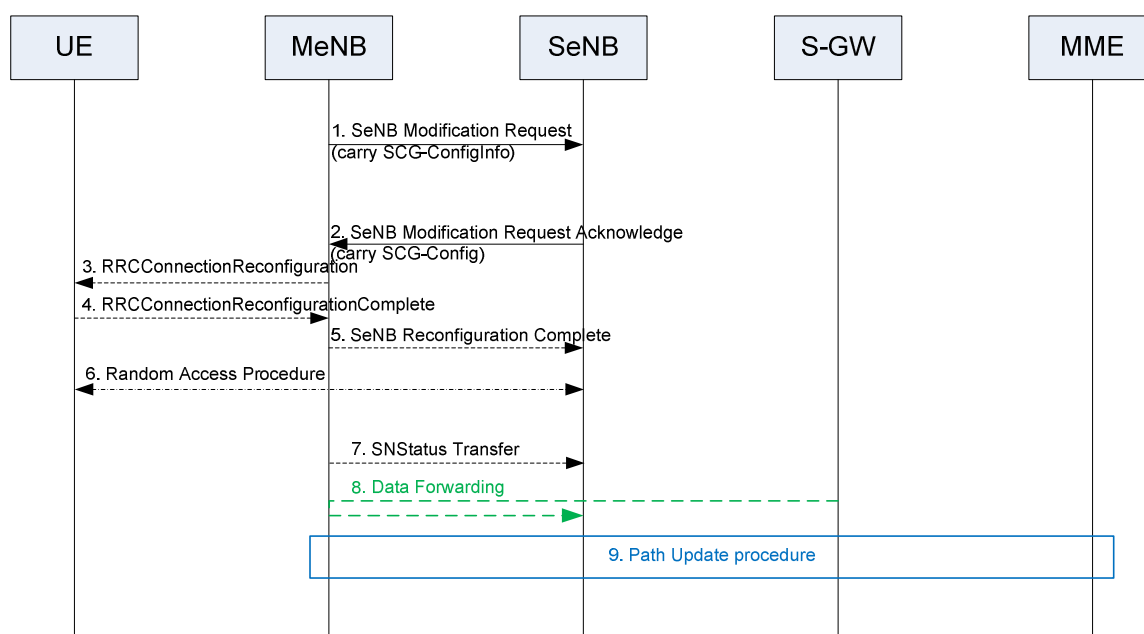 UE
MeNB
SeNB
S-GW
MME
1. SeNB Modification Request
(carry SCG-ConfigInfo)
2. SeNB Modification Request Acknowledge
(carry SCG-Config)
3. RRCConnectionReconfiguration
4. RRCConnectionReconfigurationComplete
5. SeNB Reconfiguration Complete
6. Random Access Procedure
7. SNStatus Transfer
8. Data Forwarding
9. Path Update procedure